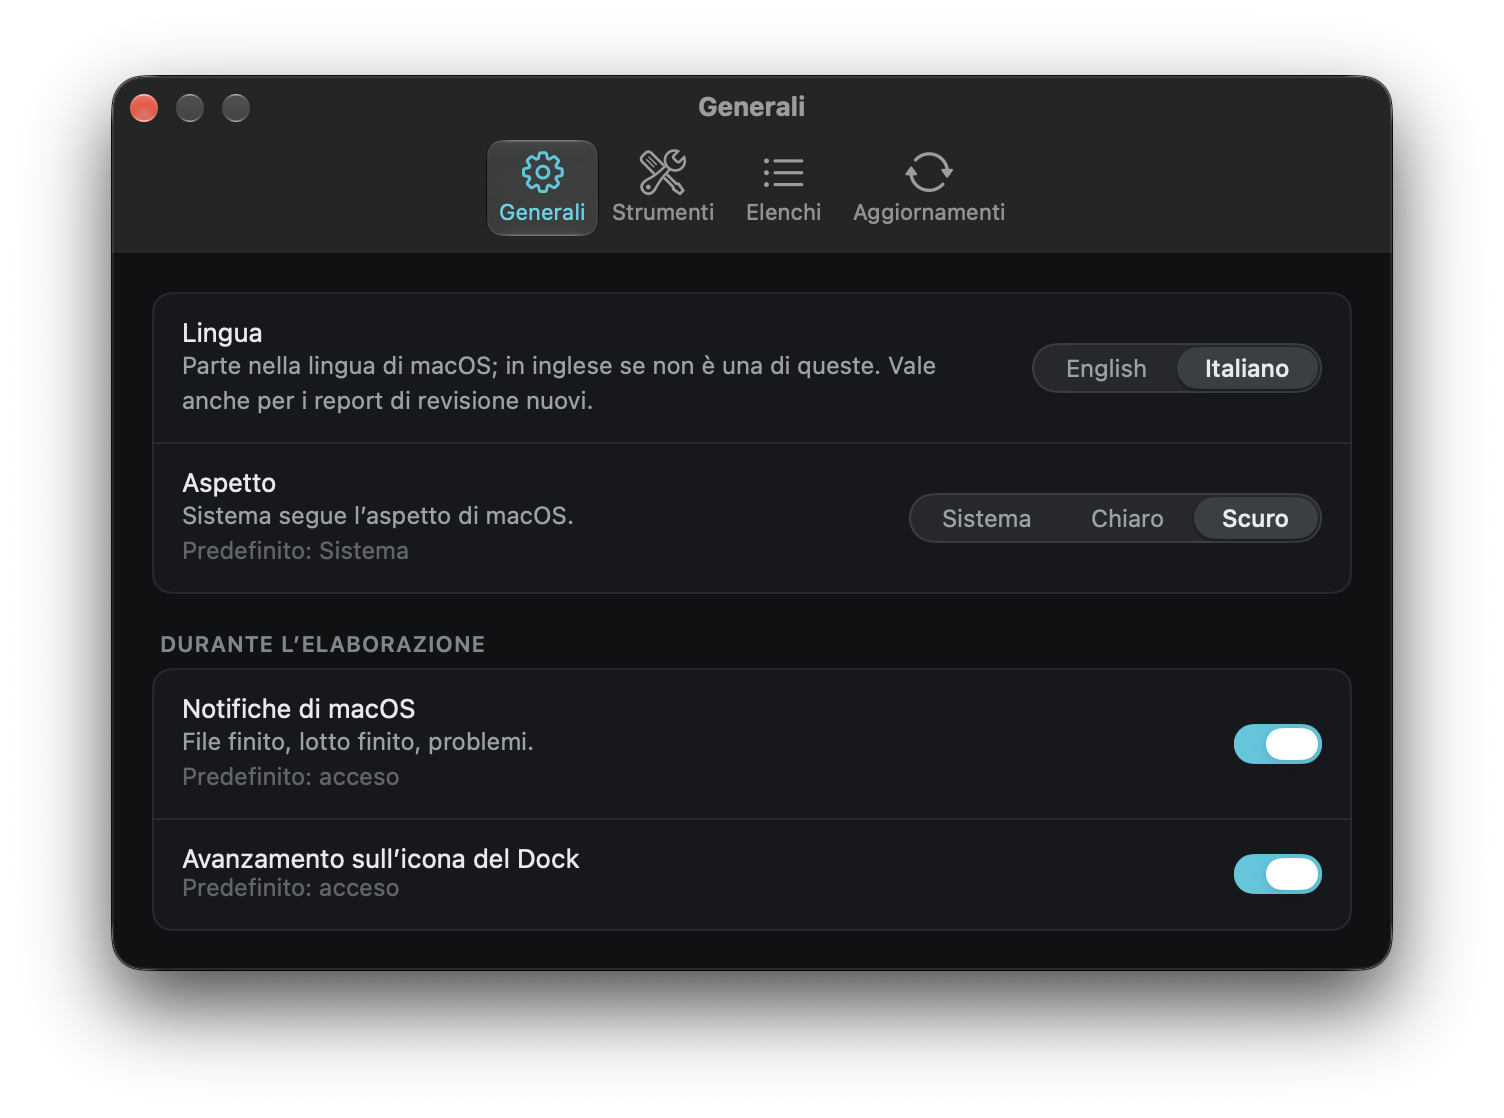 Generali
Generali
Strumenti
Elenchi
Aggiornamenti
Lingua
Parte nella lingua di macOS; in inglese se non è una di queste. Vale
anche per i report di revisione nuovi.
English
Italiano
Aspetto
Sistema segue l’aspetto di macOS.
Predefinito: Sistema
Sistema
Chiaro
Scuro
DURANTE L’ELABORAZIONE
Notifiche di macOS
File finito, lotto finito, problemi.
Predefinito: acceso
Avanzamento sull’icona del Dock
Predefinito: acceso